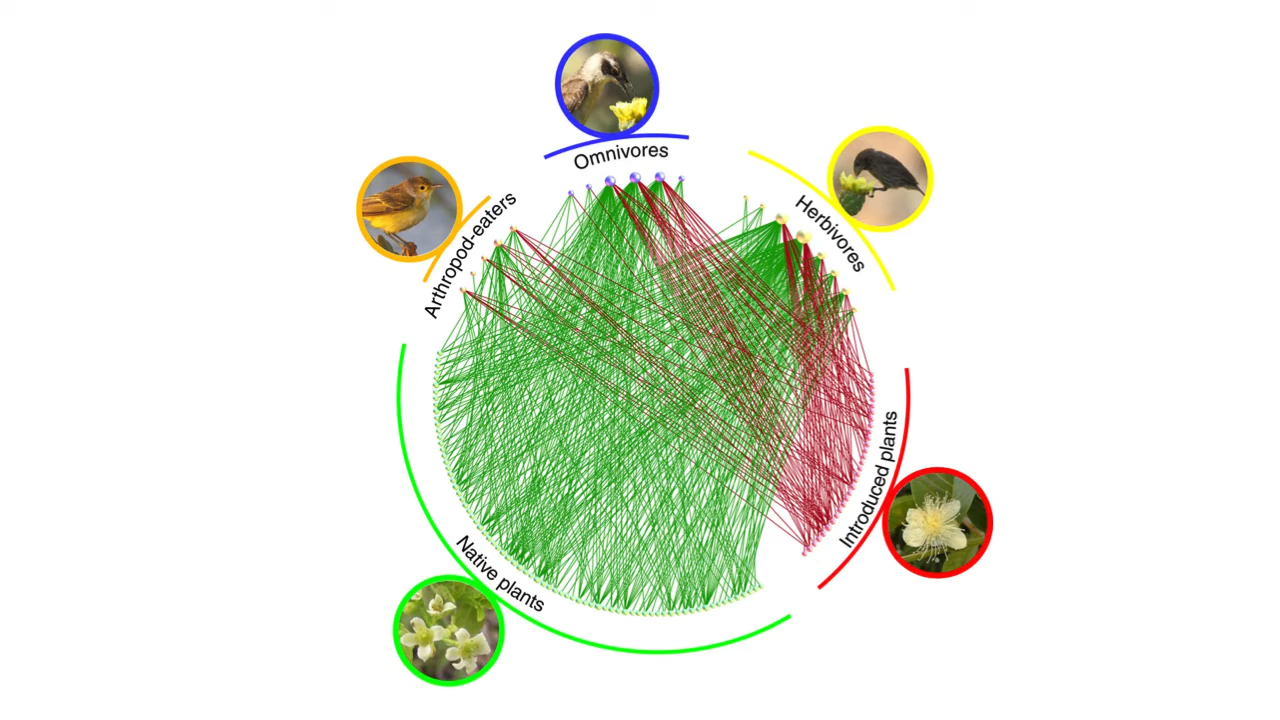 Omnivores
Herbivores
Arthropod-eaters
Introduced plants
Native plants